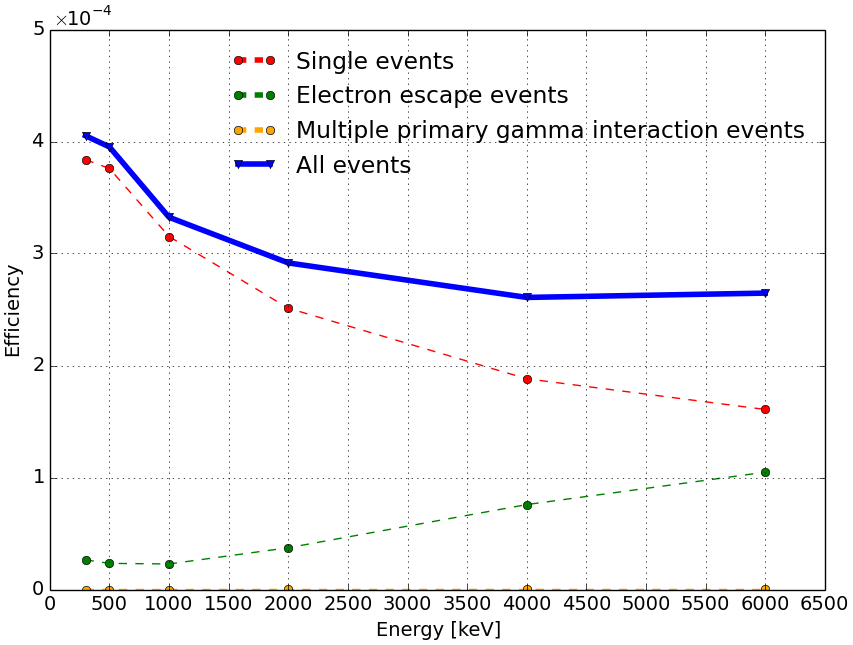 ×10⁻⁴
5
4
3
2
1
0
Efficiency
Single events
Electron escape events
Multiple primary gamma interaction events
All events
0 500 1000 1500 2000 2500 3000 3500 4000 4500 5000 5500 6000 6500
Energy [keV]